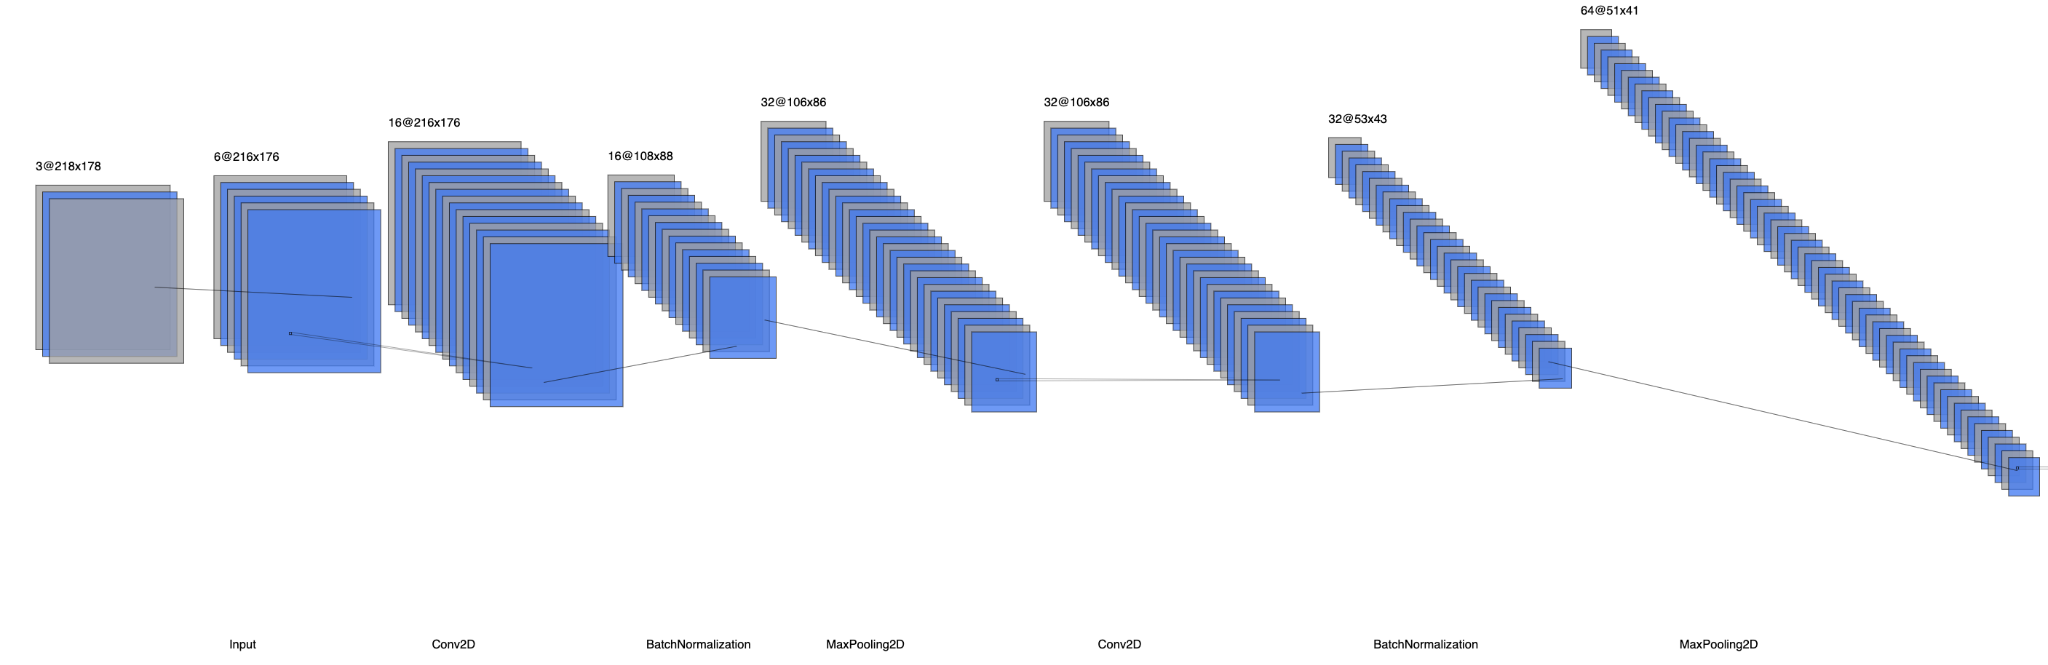 64@51x41
32@106x86
32@106x86
32@53x43
16@216x176
16@108x88
6@216x176
3@218x178
Input
Conv2D
BatchNormalization
MaxPooling2D
Conv2D
BatchNormalization
MaxPooling2D